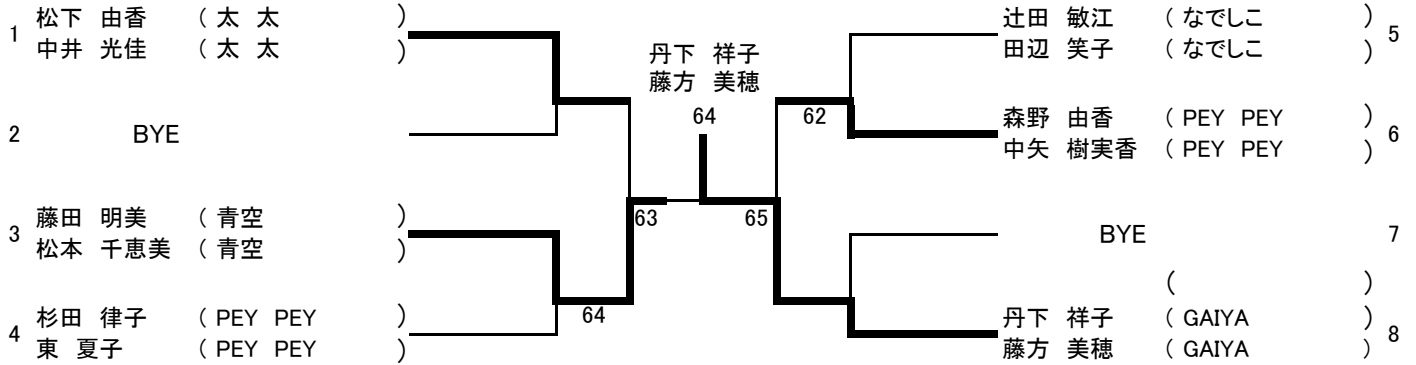 1 松下 由香 ( 太 太 )
中井 光佳 ( 太 太 )
2 BYE
3 藤田 明美 ( 青空 )
松本 千恵美 ( 青空 )
4 杉田 律子 ( PEY PEY )
東 夏子 ( PEY PEY )
丹下 祥子
藤方 美穂
64
62
63
65
64
辻田 敏江 ( なでしこ ) 5
田辺 笑子 ( なでしこ )
森野 由香 ( PEY PEY ) 6
中矢 樹実香 ( PEY PEY )
BYE 7
( )
丹下 祥子 ( GAIYA ) 8
藤方 美穂 ( GAIYA )